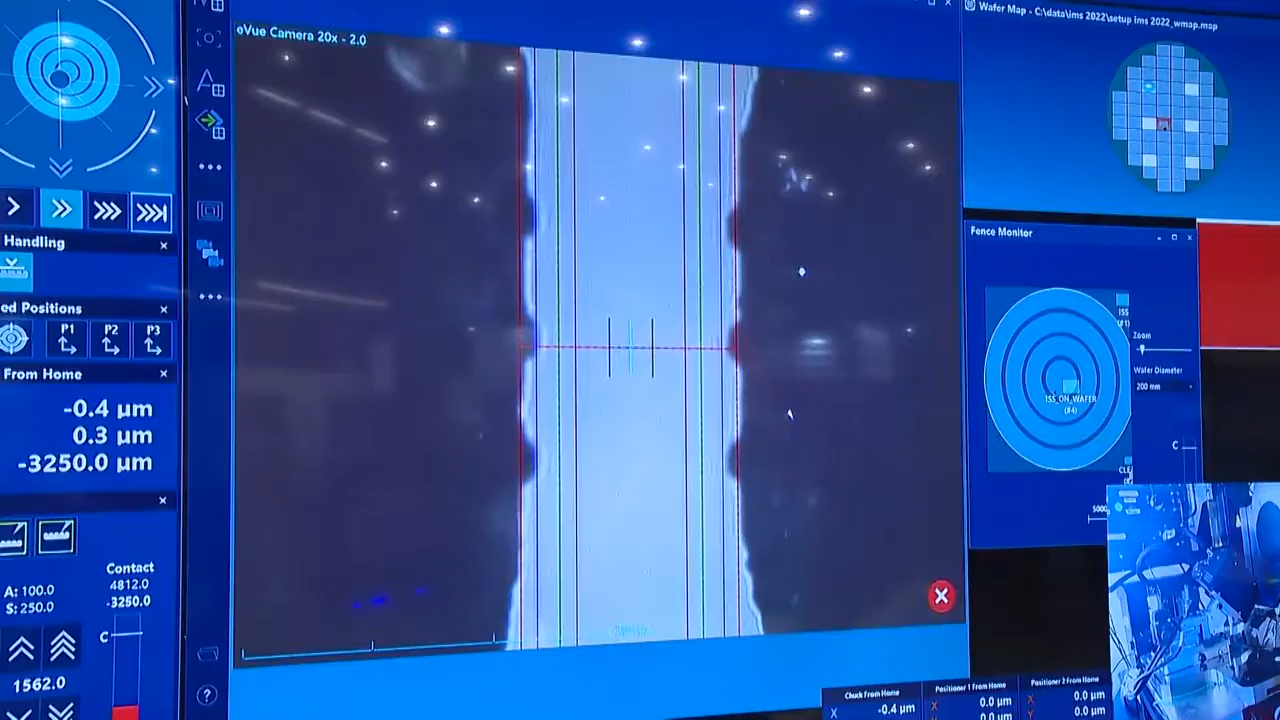 eVue Camera 20x - 2.0
Wafer Map - C:\data\ims 2022\setup ims 2022_wmap.map
Handling
ed Positions
P1 P2 P3
From Home
-0.4 µm
0.3 µm
-3250.0 µm
Contact
4812.0
-3250.0
A: 100.0
S: 250.0
C
1562.0
Fence Monitor
ISS
(#1)
Zoom
Wafer Diameter
200 mm
ISS_ON_WAFER
(#4)
C
CLE
5000
Chuck From Home
X -0.4 µm
Positioner 1 From Home
X 0.0 µm
Y 0.0 µm
Positioner 2 From Home
X 0.0 µm
Y 0.0 µm